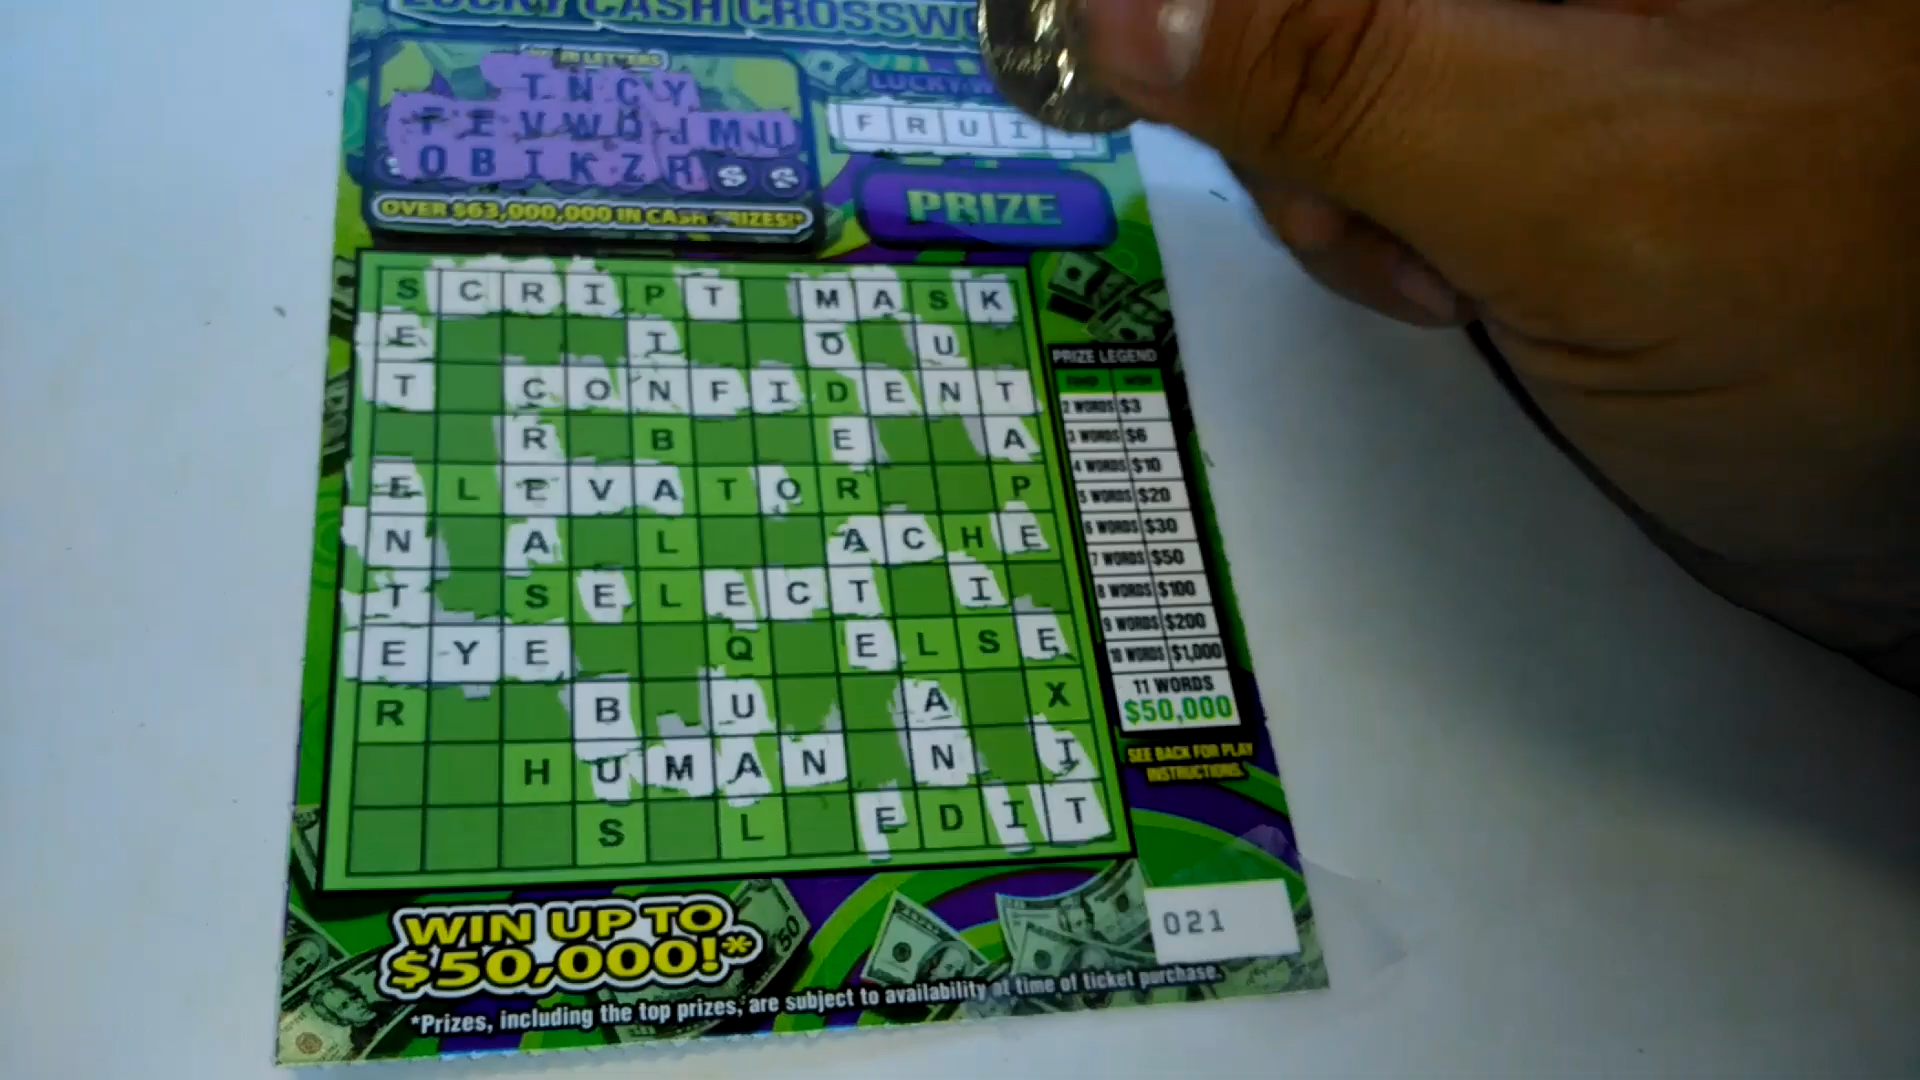 LUCKY CASH CROSSWO
LETTERS
T N C Y
F E V W J M U
O B I K Z R $ $
OVER $63,000,000 IN CASH PRIZES!*
LUCKY W
F R U I
PRIZE
S C R I P T M A S K
E I O U
T C O N F I D E N T
R B E A
E L E V A T O R P
N A L A C H E
T S E L E C T I
E Y E Q E L S E
R B U A X
H U M A N N I
S L E D I T
PRIZE LEGEND
2 WORDS $3
3 WORDS $6
4 WORDS $10
5 WORDS $20
6 WORDS $30
7 WORDS $50
8 WORDS $100
9 WORDS $200
10 WORDS $1,000
11 WORDS
$50,000
SEE BACK FOR PLAY
INSTRUCTIONS.
WIN UP TO
$50,000!*
021
*Prizes, including the top prizes, are subject to availability at time of ticket purchase.